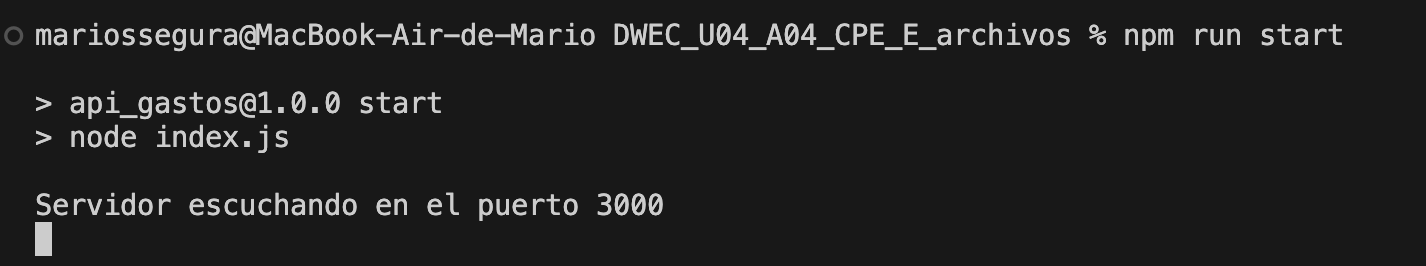 mariossegura@MacBook-Air-de-Mario DWEC_U04_A04_CPE_E_archivos % npm run start
> api_gastos@1.0.0 start
> node index.js
Servidor escuchando en el puerto 3000